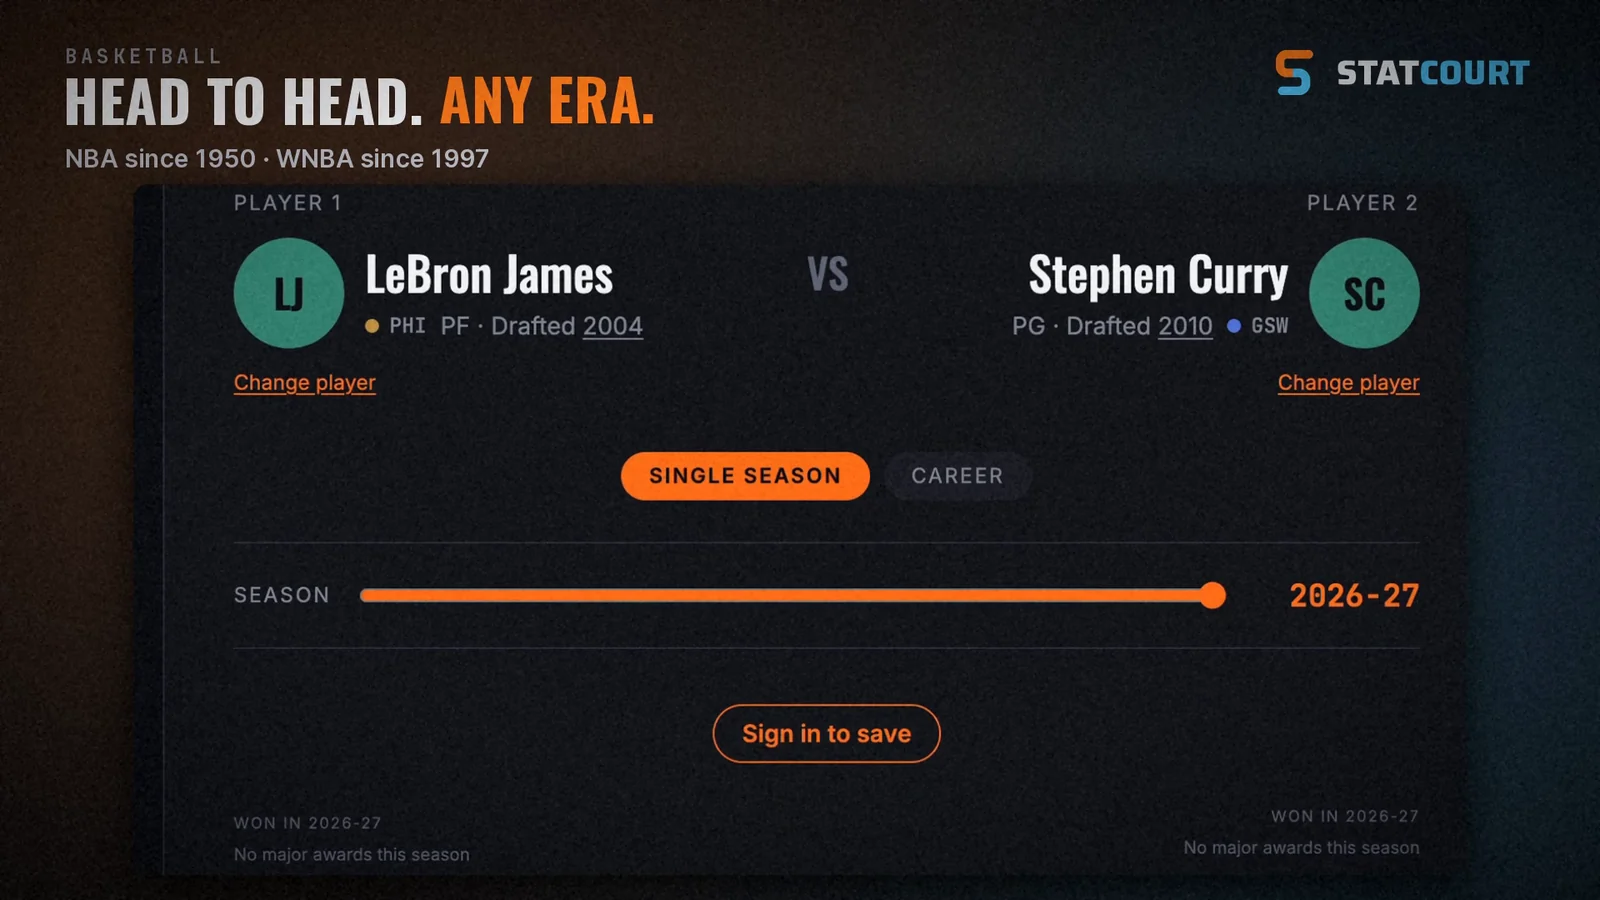 BASKETBALL
HEAD TO HEAD. ANY ERA.
NBA since 1950 · WNBA since 1997
STATCOURT
PLAYER 1
LJ
LeBron James
PHI PF · Drafted 2004
Change player
VS
PLAYER 2
Stephen Curry
PG · Drafted 2010 GSW
SC
Change player
SINGLE SEASON
CAREER
SEASON
2026-27
Sign in to save
WON IN 2026-27
No major awards this season
WON IN 2026-27
No major awards this season